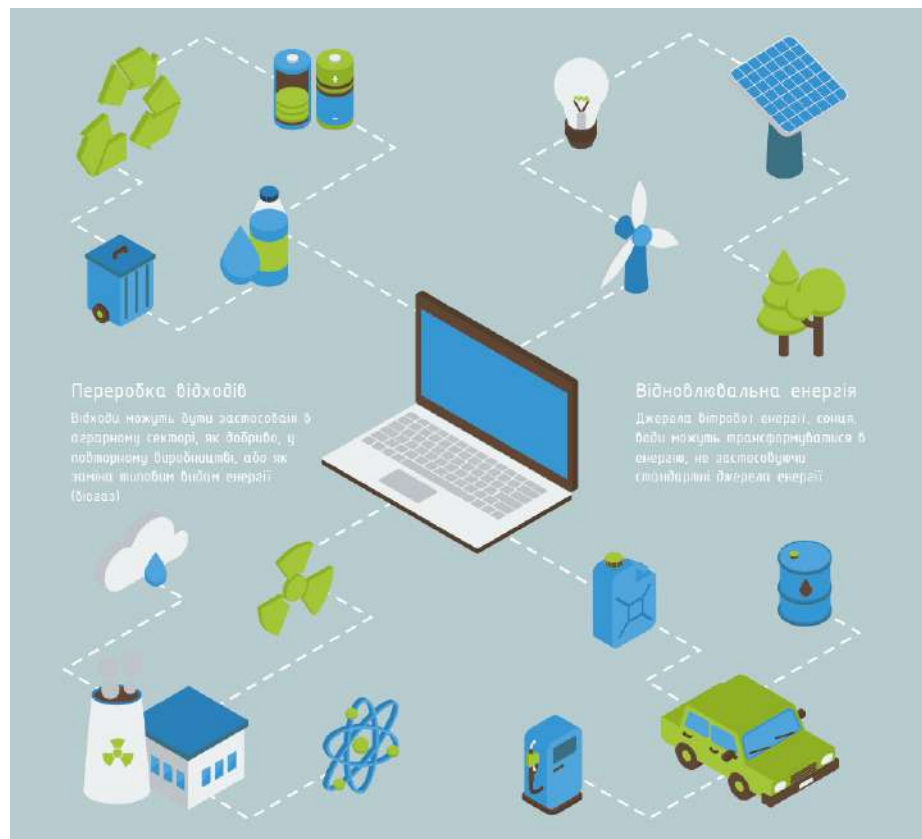 Переробка відходів
Відходи можуть бути застосовані в
аграрному секторі, як добриво, у
повторному виробництві, або як
заміна типовим видам енергії
(біогаз)
Відновлювальна енергія
Джерела вітрової енергії, сонця,
води можуть трансформуватися в
енергію, не застосовуючи
стандартні джерела енергії